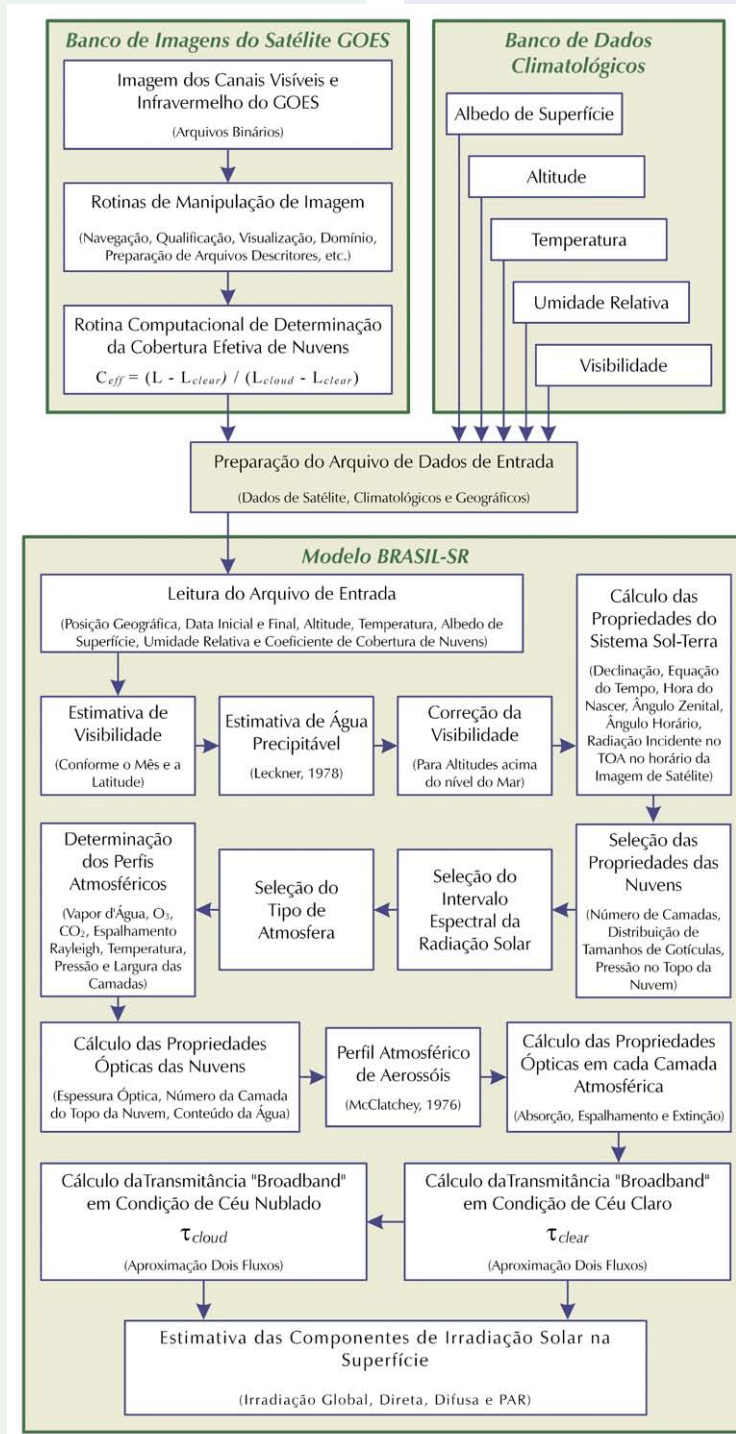 Banco de Imagens do Satélite GOES
Imagem dos Canais Visíveis e
Infravermelho do GOES
(Arquivos Binários)
Rotinas de Manipulação de Imagem
(Navegação, Qualificação, Visualização, Domínio,
Preparação de Arquivos Descritores, etc.)
Rotina Computacional de Determinação
da Cobertura Efetiva de Nuvens
C_eff = (L - L_clear) / (L_cloud - L_clear)
Banco de Dados
Climatológicos
Albedo de Superfície
Altitude
Temperatura
Umidade Relativa
Visibilidade
Preparação do Arquivo de Dados de Entrada
(Dados de Satélite, Climatológicos e Geográficos)
Modelo BRASIL-SR
Leitura do Arquivo de Entrada
(Posição Geográfica, Data Inicial e Final, Altitude, Temperatura, Albedo de
Superfície, Umidade Relativa e Coeficiente de Cobertura de Nuvens)
Estimativa de
Visibilidade
(Conforme o Mês e a
Latitude)
Estimativa de Água
Precipitável
(Leckner, 1978)
Correção da
Visibilidade
(Para Altitudes acima
do nível do Mar)
Cálculo das
Propriedades do
Sistema Sol-Terra
(Declinação, Equação
do Tempo, Hora do
Nascer, Ângulo Zenital,
Ângulo Horário,
Radiação Incidente no
TOA no horário da
Imagem de Satélite)
Seleção das
Propriedades das
Nuvens
(Número de Camadas,
Distribuição de
Tamanhos de Gotículas,
Pressão no Topo da
Nuvem)
Seleção do
Intervalo
Espectral da
Radiação Solar
Seleção do
Tipo de
Atmosfera
Determinação
dos Perfis
Atmosféricos
(Vapor d'Água, O₃,
CO₂, Espalhamento
Rayleigh, Temperatura,
Pressão e Largura das
Camadas)
Cálculo das Propriedades
Ópticas das Nuvens
(Espessura Óptica, Número da Camada
do Topo da Nuvem, Conteúdo da Água)
Perfil Atmosférico
de Aerossóis
(McClatchey, 1976)
Cálculo das Propriedades
Ópticas em cada Camada
Atmosférica
(Absorção, Espalhamento e Extinção)
Cálculo daTransmitância "Broadband"
em Condição de Céu Claro
τ_clear
(Aproximação Dois Fluxos)
Cálculo daTransmitância "Broadband"
em Condição de Céu Nublado
τ_cloud
(Aproximação Dois Fluxos)
Estimativa das Componentes de Irradiação Solar na
Superfície
(Irradiação Global, Direta, Difusa e PAR)